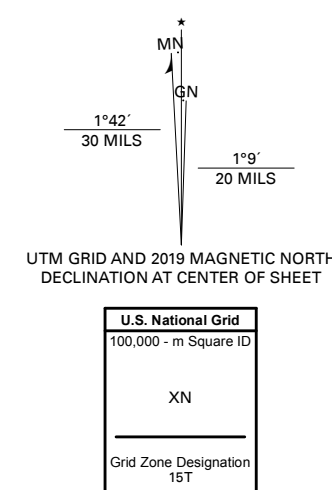 ★
MN
GN
1°42´
30 MILS
1°9´
20 MILS
UTM GRID AND 2019 MAGNETIC NORTH
DECLINATION AT CENTER OF SHEET
U.S. National Grid
100,000 - m Square ID
XN
Grid Zone Designation
15T